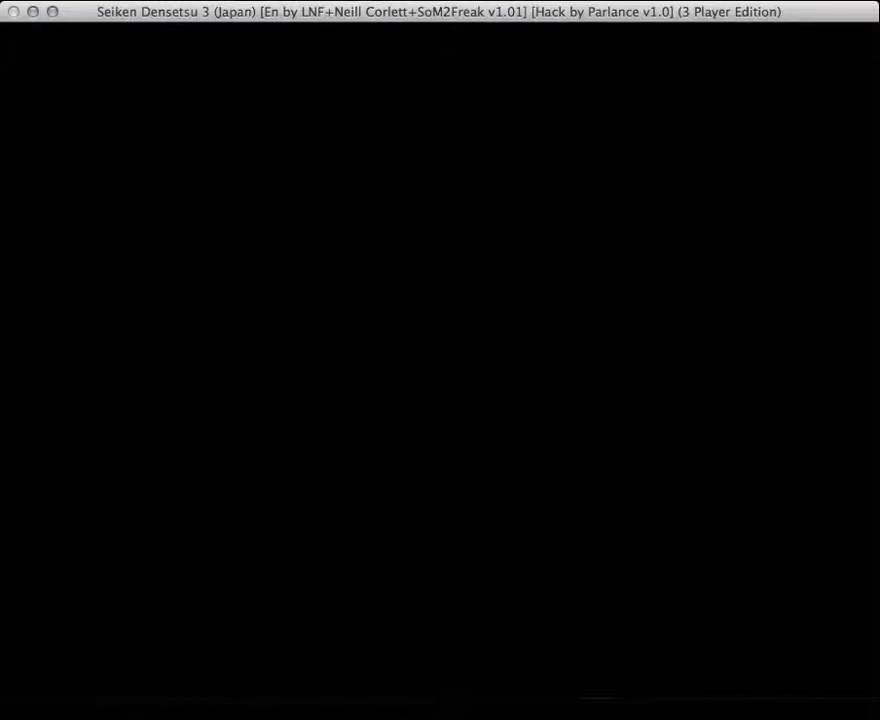 Seiken Densetsu 3 (Japan) [En by LNF+Neill Corlett+SoM2Freak v1.01] [Hack by Parlance v1.0] (3 Player Edition)